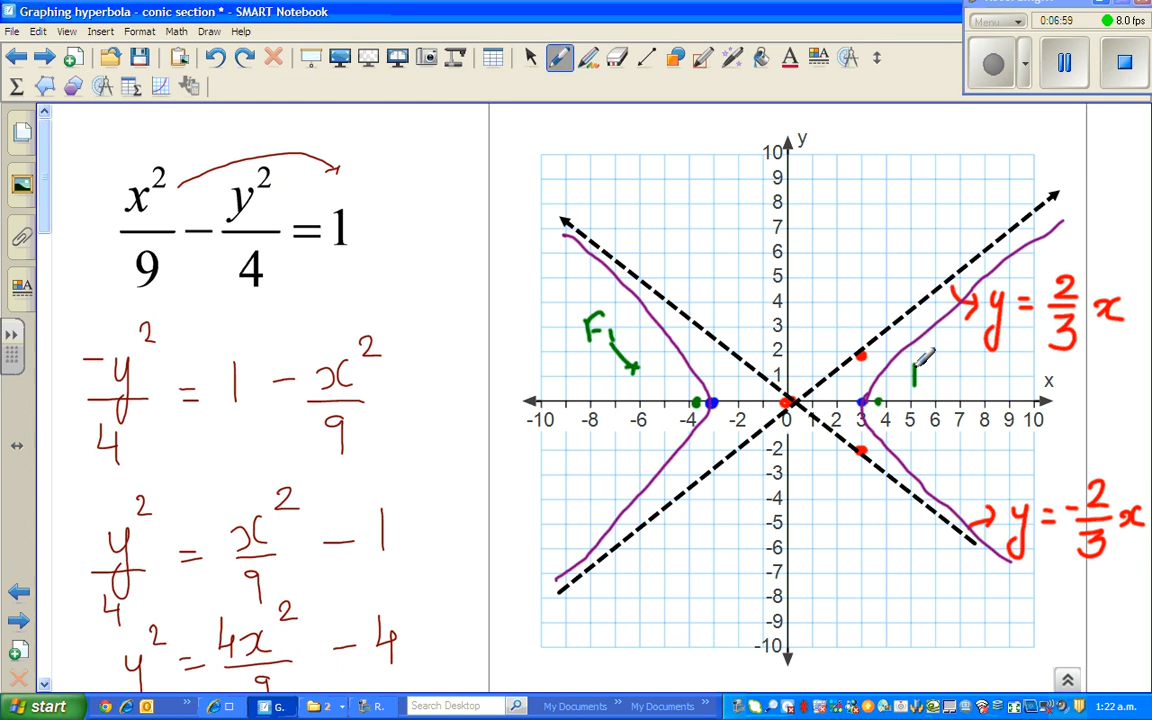 Graphing hyperbola - conic section * - SMART Notebook
File Edit View Insert Format Math Draw Help
Menu
0:06:59
8.0 fps
x²/9 − y²/4 = 1
-y²/4 = 1 − x²/9
y²/4 = x²/9 − 1
y² = 4x²/9 − 4
y
10
9
8
7
6
5
4
3
2
1
x
-10 -8 -6 -4 -2 0 1 2 3 4 5 6 7 8 9 10
-2
-3
-4
-5
-6
-7
-8
-9
-10
F₁
y = 2/3 x
y = -2/3 x
start
G.
2
R.
Search Desktop
My Documents
My Documents
1:22 a.m.